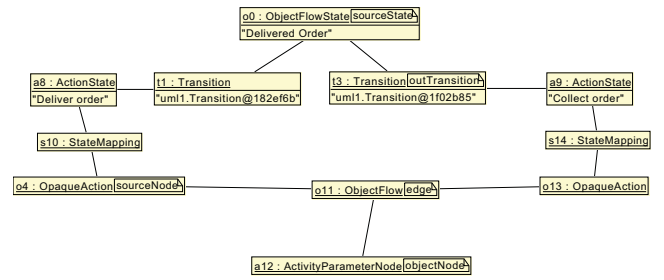 o0 : ObjectFlowState sourceState
"Delivered Order"
a8 : ActionState
"Deliver order"
t1 : Transition
"uml1.Transition@182ef6b"
t3 : Transition outTransition
"uml1.Transition@1f02b85"
a9 : ActionState
"Collect order"
s10 : StateMapping
s14 : StateMapping
o4 : OpaqueAction sourceNode
o11 : ObjectFlow edge
o13 : OpaqueAction
a12 : ActivityParameterNode objectNode